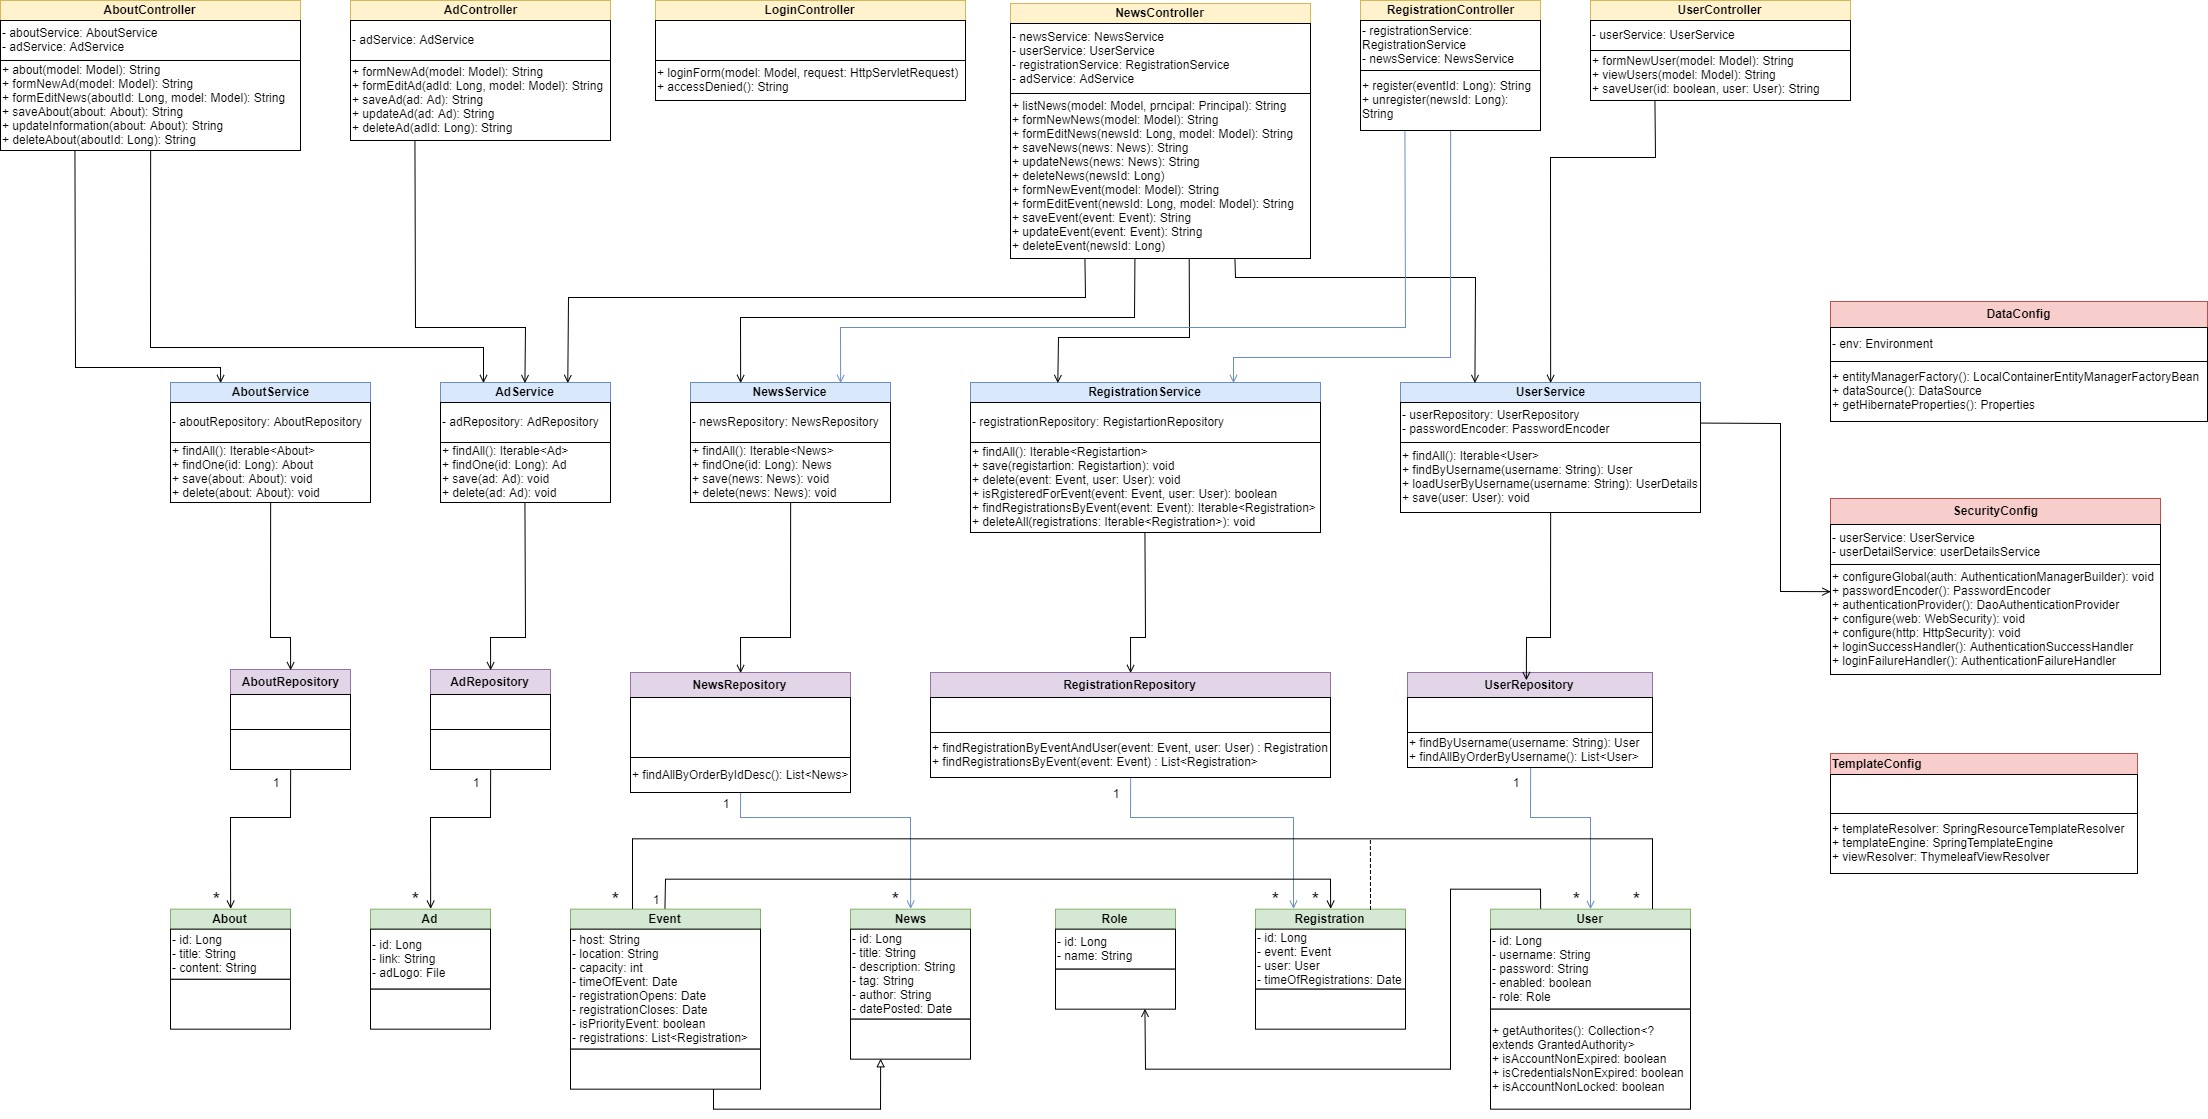 AboutController
- aboutService: AboutService
- adService: AdService
+ about(model: Model): String
+ formNewAd(model: Model): String
+ formEditNews(aboutId: Long, model: Model): String
+ saveAbout(about: About): String
+ updateInformation(about: About): String
+ deleteAbout(aboutId: Long): String
AdController
- adService: AdService
+ formNewAd(model: Model): String
+ formEditAd(adId: Long, model: Model): String
+ saveAd(ad: Ad): String
+ updateAd(ad: Ad): String
+ deleteAd(adId: Long): String
LoginController
+ loginForm(model: Model, request: HttpServletRequest)
+ accessDenied(): String
NewsController
- newsService: NewsService
- userService: UserService
- registrationService: RegistrationService
- adService: AdService
+ listNews(model: Model, prncipal: Principal): String
+ formNewNews(model: Model): String
+ formEditNews(newsId: Long, model: Model): String
+ saveNews(news: News): String
+ updateNews(news: News): String
+ deleteNews(newsId: Long)
+ formNewEvent(model: Model): String
+ formEditEvent(newsId: Long, model: Model): String
+ saveEvent(event: Event): String
+ updateEvent(event: Event): String
+ deleteEvent(newsId: Long)
RegistrationController
- registrationService:
RegistrationService
- newsService: NewsService
+ register(eventId: Long): String
+ unregister(newsId: Long):
String
UserController
- userService: UserService
+ formNewUser(model: Model): String
+ viewUsers(model: Model): String
+ saveUser(id: boolean, user: User): String
DataConfig
- env: Environment
+ entityManagerFactory(): LocalContainerEntityManagerFactoryBean
+ dataSource(): DataSource
+ getHibernateProperties(): Properties
AboutService
- aboutRepository: AboutRepository
+ findAll(): Iterable<About>
+ findOne(id: Long): About
+ save(about: About): void
+ delete(about: About): void
AdService
- adRepository: AdRepository
+ findAll(): Iterable<Ad>
+ findOne(id: Long): Ad
+ save(ad: Ad): void
+ delete(ad: Ad): void
NewsService
- newsRepository: NewsRepository
+ findAll(): Iterable<News>
+ findOne(id: Long): News
+ save(news: News): void
+ delete(news: News): void
RegistrationService
- registrationRepository: RegistartionRepository
+ findAll(): Iterable<Registartion>
+ save(registartion: Registartion): void
+ delete(event: Event, user: User): void
+ isRgisteredForEvent(event: Event, user: User): boolean
+ findRegistrationsByEvent(event: Event): Iterable<Registration>
+ deleteAll(registrations: Iterable<Registration>): void
UserService
- userRepository: UserRepository
- passwordEncoder: PasswordEncoder
+ findAll(): Iterable<User>
+ findByUsername(username: String): User
+ loadUserByUsername(username: String): UserDetails
+ save(user: User): void
SecurityConfig
- userService: UserService
- userDetailService: userDetailsService
+ configureGlobal(auth: AuthenticationManagerBuilder): void
+ passwordEncoder(): PasswordEncoder
+ authenticationProvider(): DaoAuthenticationProvider
+ configure(web: WebSecurity): void
+ configure(http: HttpSecurity): void
+ loginSuccessHandler(): AuthenticationSuccessHandler
+ loginFailureHandler(): AuthenticationFailureHandler
AboutRepository
AdRepository
NewsRepository
+ findAllByOrderByIdDesc(): List<News>
RegistrationRepository
+ findRegistrationByEventAndUser(event: Event, user: User) : Registration
+ findRegistrationsByEvent(event: Event) : List<Registration>
UserRepository
+ findByUsername(username: String): User
+ findAllByOrderByUsername(): List<User>
TemplateConfig
+ templateResolver: SpringResourceTemplateResolver
+ templateEngine: SpringTemplateEngine
+ viewResolver: ThymeleafViewResolver
1
1
1
1
1
*
*
*
1
*
*
*
*
*
About
- id: Long
- title: String
- content: String
Ad
- id: Long
- link: String
- adLogo: File
Event
- host: String
- location: String
- capacity: int
- timeOfEvent: Date
- registrationOpens: Date
- registrationCloses: Date
- isPriorityEvent: boolean
- registrations: List<Registration>
News
- id: Long
- title: String
- description: String
- tag: String
- author: String
- datePosted: Date
Role
- id: Long
- name: String
Registration
- id: Long
- event: Event
- user: User
- timeOfRegistrations: Date
User
- id: Long
- username: String
- password: String
- enabled: boolean
- role: Role
+ getAuthorites(): Collection<?
extends GrantedAuthority>
+ isAccountNonExpired: boolean
+ isCredentialsNonExpired: boolean
+ isAccountNonLocked: boolean